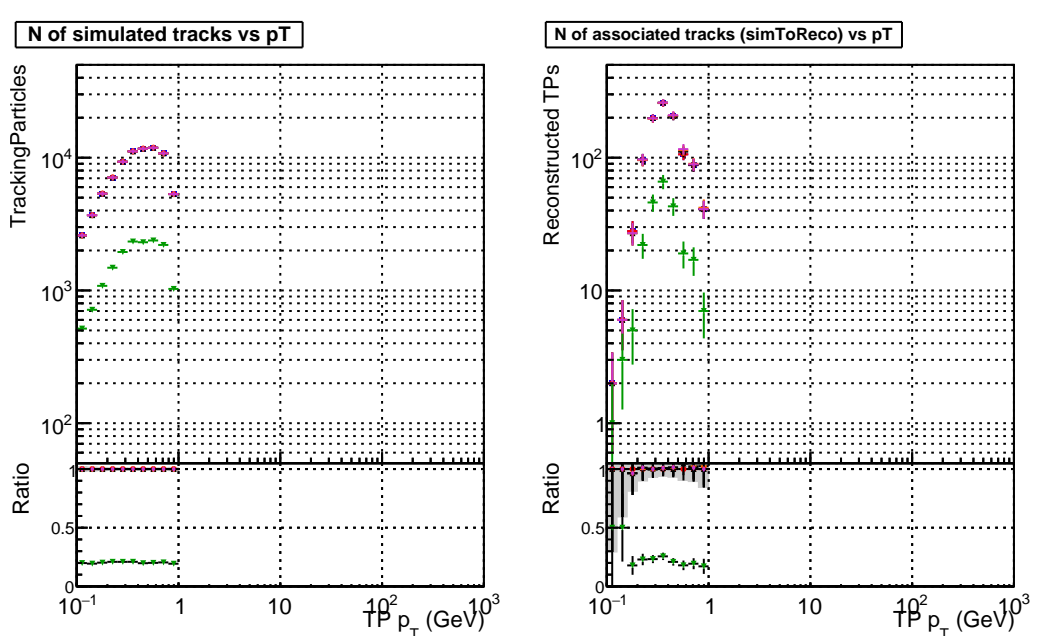 N of simulated tracks vs pT
TrackingParticles
10^4
10^3
10^2
Ratio
1
0.5
0
10^−1
1
10
10^2
10^3
TP p_T (GeV)
N of associated tracks (simToReco) vs pT
Reconstructed TPs
10^2
10
1
Ratio
1
0.5
0
10^−1
1
10
10^2
10^3
TP p_T (GeV)